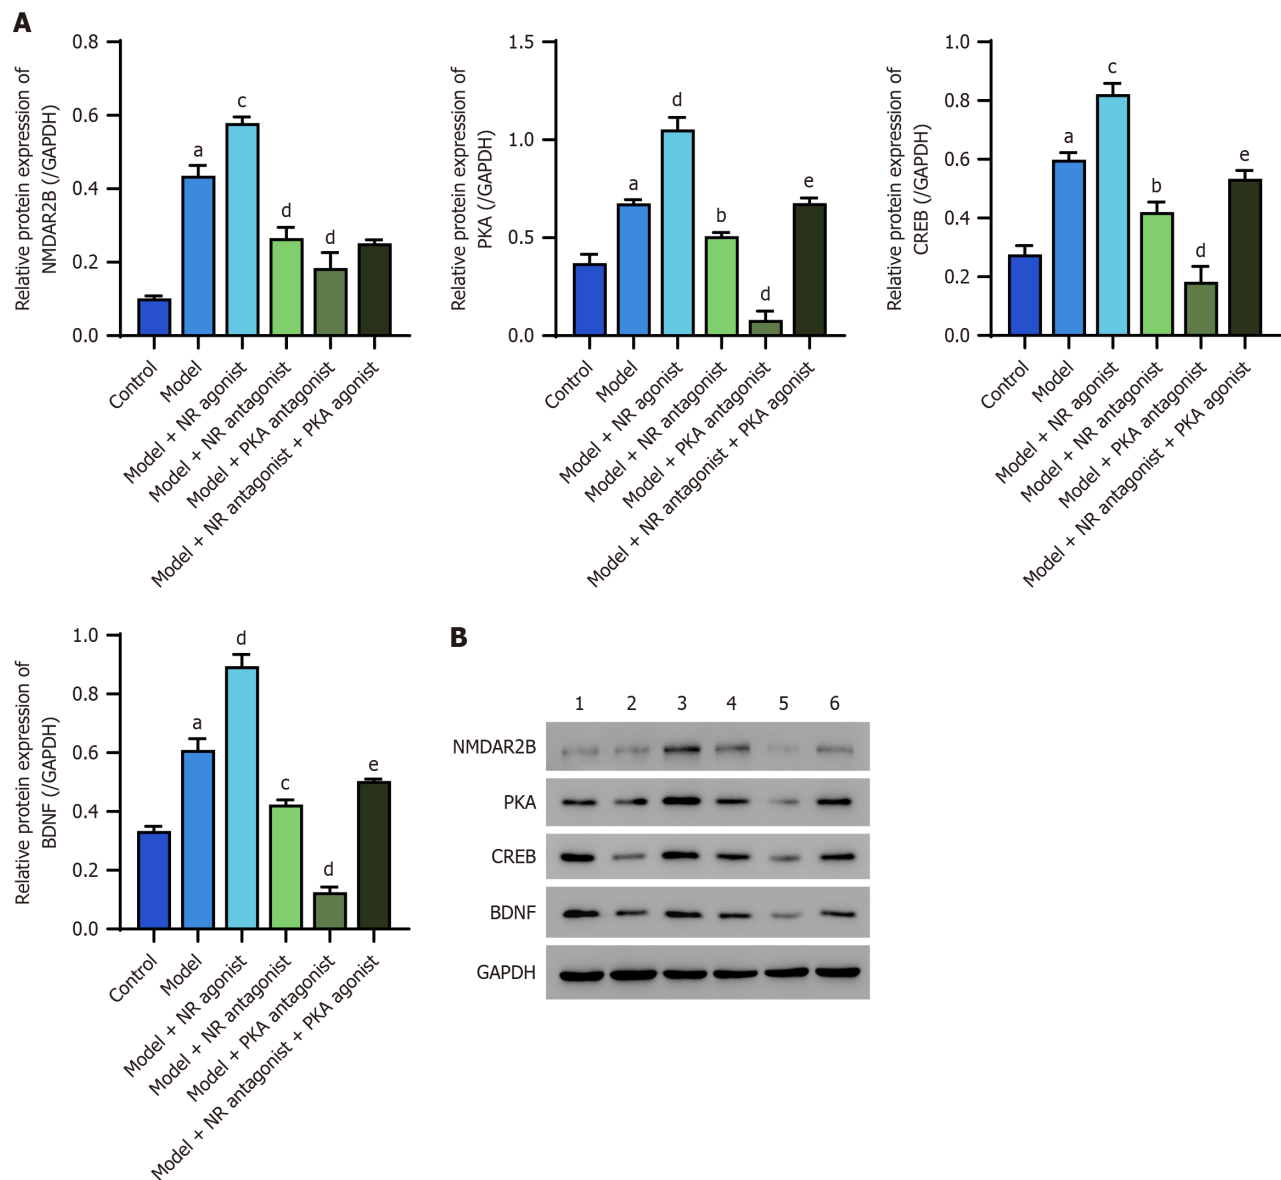 A
Relative protein expression of
NMDAR2B (/GAPDH)
0.8
0.6
0.4
0.2
0.0
a
c
d
d
Control
Model
Model + NR agonist
Model + NR antagonist
Model + PKA antagonist
Model + NR antagonist + PKA agonist
Relative protein expression of
PKA (/GAPDH)
1.5
1.0
0.5
0.0
a
d
b
d
e
Control
Model
Model + NR agonist
Model + NR antagonist
Model + PKA antagonist
Model + NR antagonist + PKA agonist
Relative protein expression of
CREB (/GAPDH)
1.0
0.8
0.6
0.4
0.2
0.0
a
c
b
d
e
Control
Model
Model + NR agonist
Model + NR antagonist
Model + PKA antagonist
Model + NR antagonist + PKA agonist
Relative protein expression of
BDNF (/GAPDH)
1.0
0.8
0.6
0.4
0.2
0.0
a
d
c
d
e
Control
Model
Model + NR agonist
Model + NR antagonist
Model + PKA antagonist
Model + NR antagonist + PKA agonist
B
1 2 3 4 5 6
NMDAR2B
PKA
CREB
BDNF
GAPDH